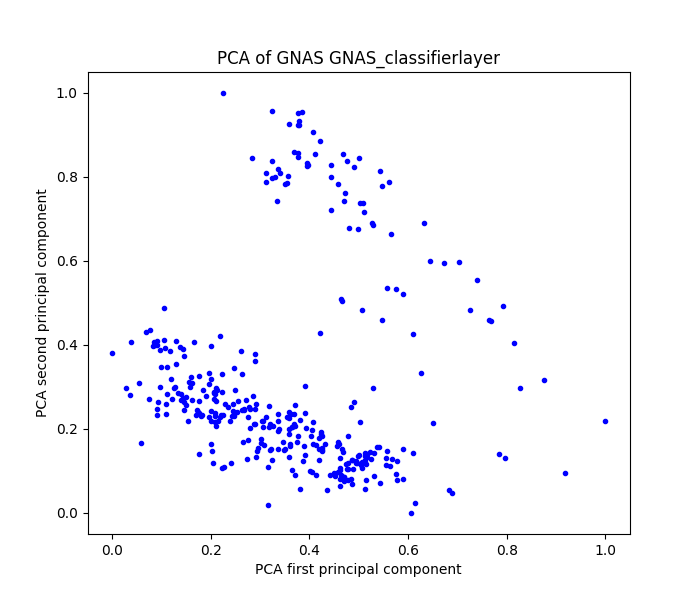 PCA of GNAS GNAS_classifierlayer
1.0
0.8
0.6
0.4
0.2
0.0
PCA second principal component
0.0 0.2 0.4 0.6 0.8 1.0
PCA first principal component